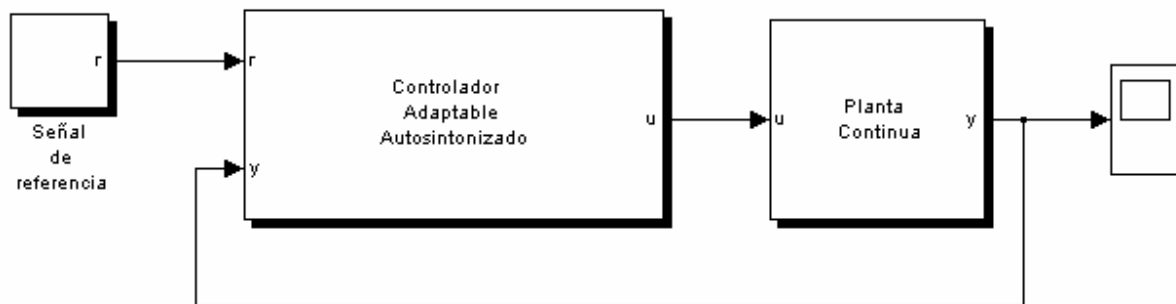 r
Señal
de
referencia
r
y
Controlador
Adaptable
Autosintonizado
u
u
Planta
Continua
y